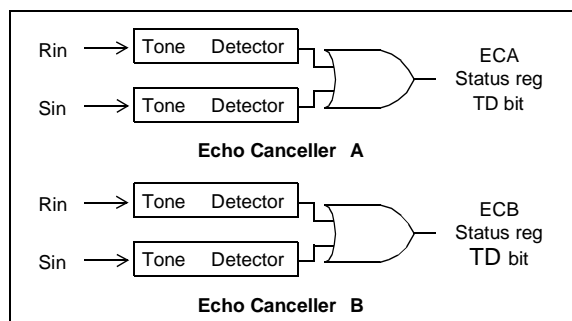 Rin
Tone Detector
ECA
Status reg
TD bit
Sin
Tone Detector
Echo Canceller A
Rin
Tone Detector
ECB
Status reg
TD bit
Sin
Tone Detector
Echo Canceller B